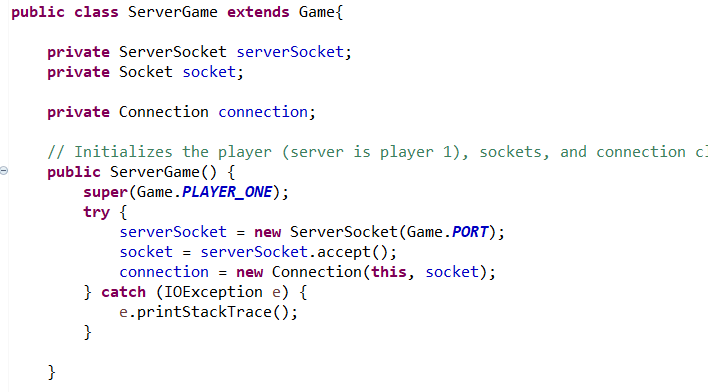 public class ServerGame extends Game{
private ServerSocket serverSocket;
private Socket socket;
private Connection connection;
// Initializes the player (server is player 1), sockets, and connection
public ServerGame() {
super(Game.PLAYER_ONE);
try {
serverSocket = new ServerSocket(Game.PORT);
socket = serverSocket.accept();
connection = new Connection(this, socket);
} catch (IOException e) {
e.printStackTrace();
}
}